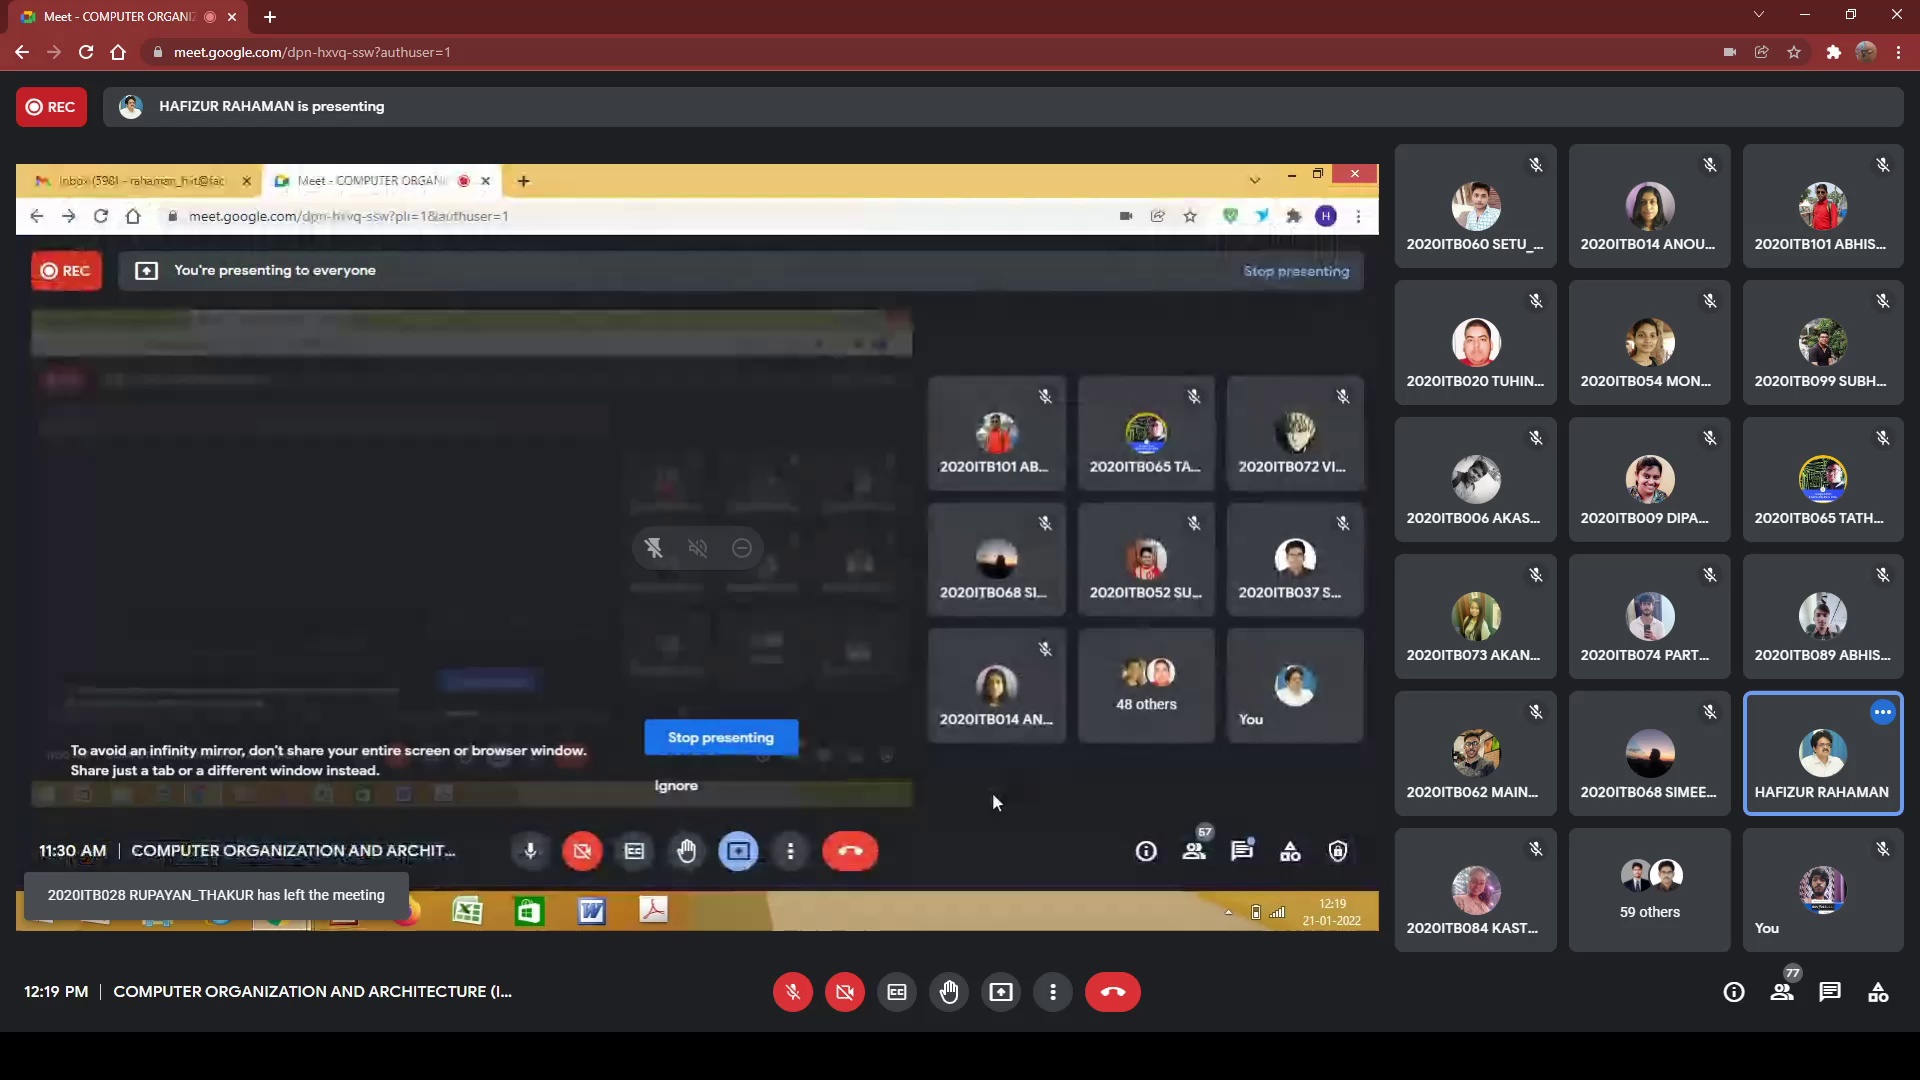 Meet - COMPUTER ORGANIZ
meet.google.com/dpn-hxvq-ssw?authuser=1
REC
HAFIZUR RAHAMAN is presenting
Inbox (598) - rahaman_h
Meet - COMPUTER ORGANI
meet.google.com/dpn-hxvq-ssw?pli=1&authuser=1
H
REC
You're presenting to everyone
Stop presenting
2020ITB101 AB...
2020ITB065 TA...
2020ITB072 VI...
2020ITB068 SI...
2020ITB052 SU...
2020ITB037 S...
2020ITB014 AN...
48 others
You
To avoid an infinity mirror, don't share your entire screen or browser window.
Share just a tab or a different window instead.
Stop presenting
Ignore
11:30 AM | COMPUTER ORGANIZATION AND ARCHIT...
57
2020ITB028 RUPAYAN_THAKUR has left the meeting
12:19
21-01-2022
2020ITB060 SETU_...
2020ITB014 ANOU...
2020ITB101 ABHIS...
2020ITB020 TUHIN...
2020ITB054 MON...
2020ITB099 SUBH...
2020ITB006 AKAS...
2020ITB009 DIPA...
2020ITB065 TATH...
2020ITB073 AKAN...
2020ITB074 PART...
2020ITB089 ABHIS...
2020ITB062 MAIN...
2020ITB068 SIMEE...
HAFIZUR RAHAMAN
2020ITB084 KAST...
59 others
You
12:19 PM | COMPUTER ORGANIZATION AND ARCHITECTURE (I...
77